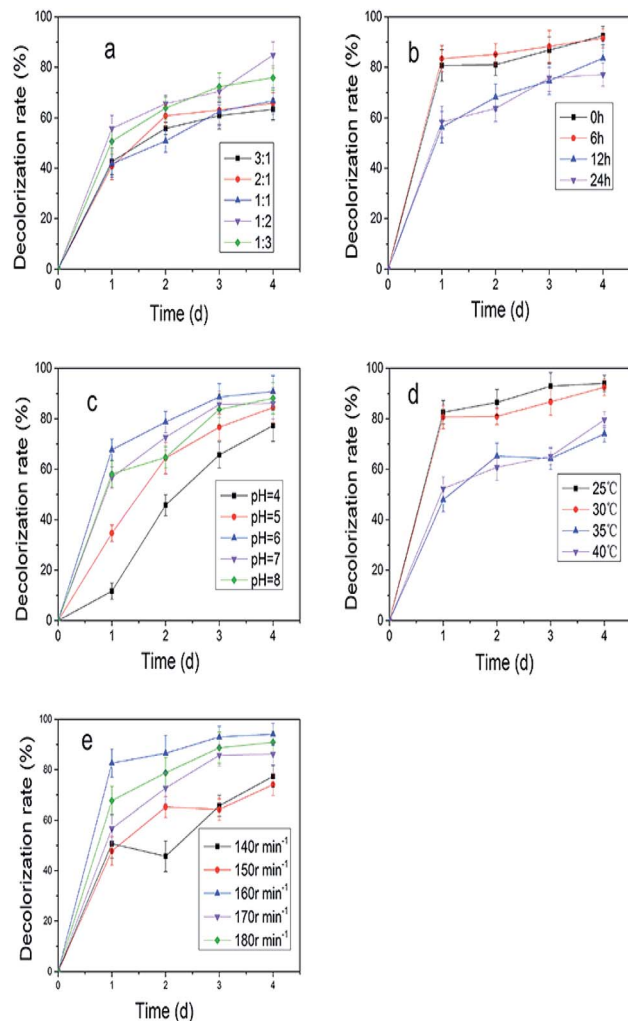 a
Decolorization rate (%)
100
80
60
40
20
0
3:1
2:1
1:1
1:2
1:3
0 1 2 3 4
Time (d)
b
Decolorization rate (%)
100
80
60
40
20
0
0h
6h
12h
24h
0 1 2 3 4
Time (d)
c
Decolorization rate (%)
100
80
60
40
20
0
pH=4
pH=5
pH=6
pH=7
pH=8
0 1 2 3 4
Time (d)
d
Decolorization rate (%)
100
80
60
40
20
0
25℃
30℃
35℃
40℃
0 1 2 3 4
Time (d)
e
Decolorization rate (%)
100
80
60
40
20
0
140r min⁻¹
150r min⁻¹
160r min⁻¹
170r min⁻¹
180r min⁻¹
0 1 2 3 4
Time (d)